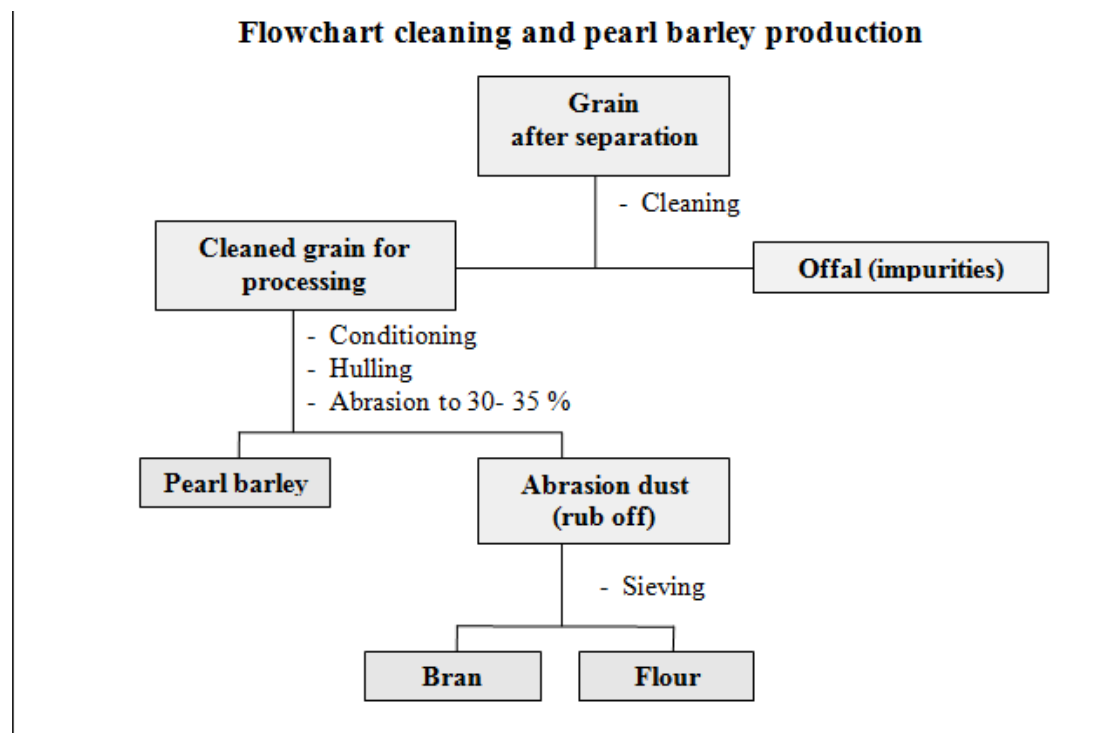 Flowchart cleaning and pearl barley production
Grain
after separation
- Cleaning
Cleaned grain for
processing
Offal (impurities)
- Conditioning
- Hulling
- Abrasion to 30- 35 %
Pearl barley
Abrasion dust
(rub off)
- Sieving
Bran
Flour